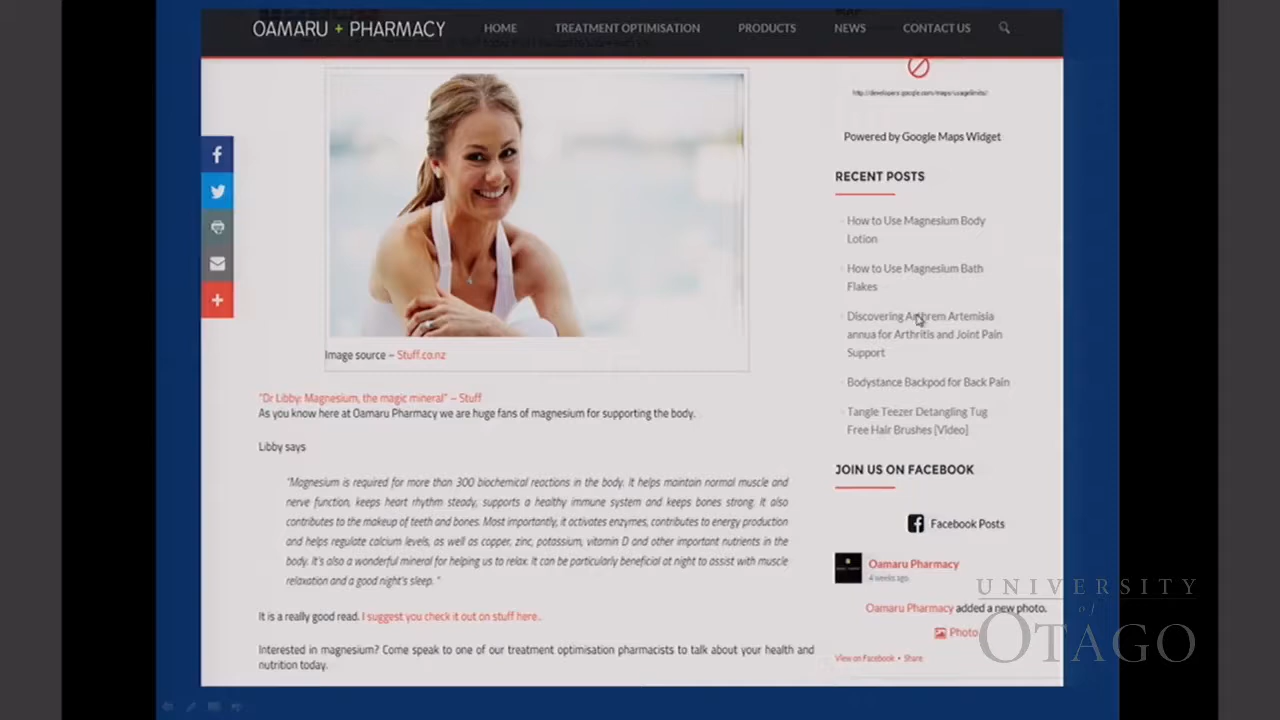 OAMARU + PHARMACY
HOME
TREATMENT OPTIMISATION
PRODUCTS
NEWS
CONTACT US
http://developers.google.com/maps/usagelimits/
Powered by Google Maps Widget
RECENT POSTS
How to Use Magnesium Body
Lotion
How to Use Magnesium Bath
Flakes
Discovering Arthrem Artemisia
annua for Arthritis and Joint Pain
Support
Bodystance Backpod for Back Pain
Tangle Teezer Detangling Tug
Free Hair Brushes [Video]
JOIN US ON FACEBOOK
Facebook Posts
Oamaru Pharmacy
4 weeks ago
Oamaru Pharmacy added a new photo.
Photo
View on Facebook • Share
Image source – Stuff.co.nz
"Dr Libby: Magnesium, the magic mineral" – Stuff
As you know here at Oamaru Pharmacy we are huge fans of magnesium for supporting the body.
Libby says
"Magnesium is required for more than 300 biochemical reactions in the body. It helps maintain normal muscle and
nerve function, keeps heart rhythm steady, supports a healthy immune system and keeps bones strong. It also
contributes to the makeup of teeth and bones. Most importantly, it activates enzymes, contributes to energy production
and helps regulate calcium levels, as well as copper, zinc, potassium, vitamin D and other important nutrients in the
body. It's also a wonderful mineral for helping us to relax. It can be particularly beneficial at night to assist with muscle
relaxation and a good night's sleep. "
It is a really good read. I suggest you check it out on stuff here..
Interested in magnesium? Come speak to one of our treatment optimisation pharmacists to talk about your health and
nutrition today.
UNIVERSITY
of
OTAGO